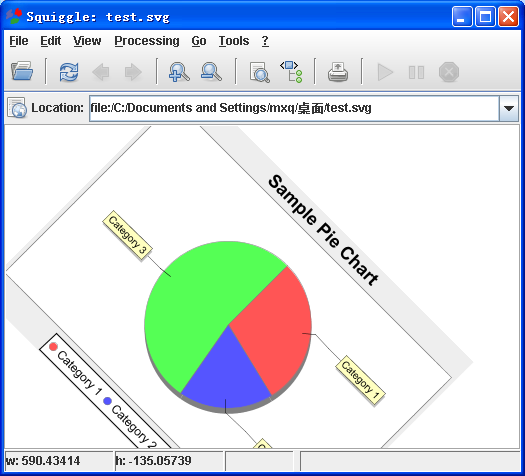 Squiggle: test.svg
File Edit View Processing Go Tools ?
Location: file:/C:/Documents and Settings/mxq/桌面/test.svg
Sample Pie Chart
Category 3
Category 1
Category 1 Category 2
w: 590.43414 h: -135.05739